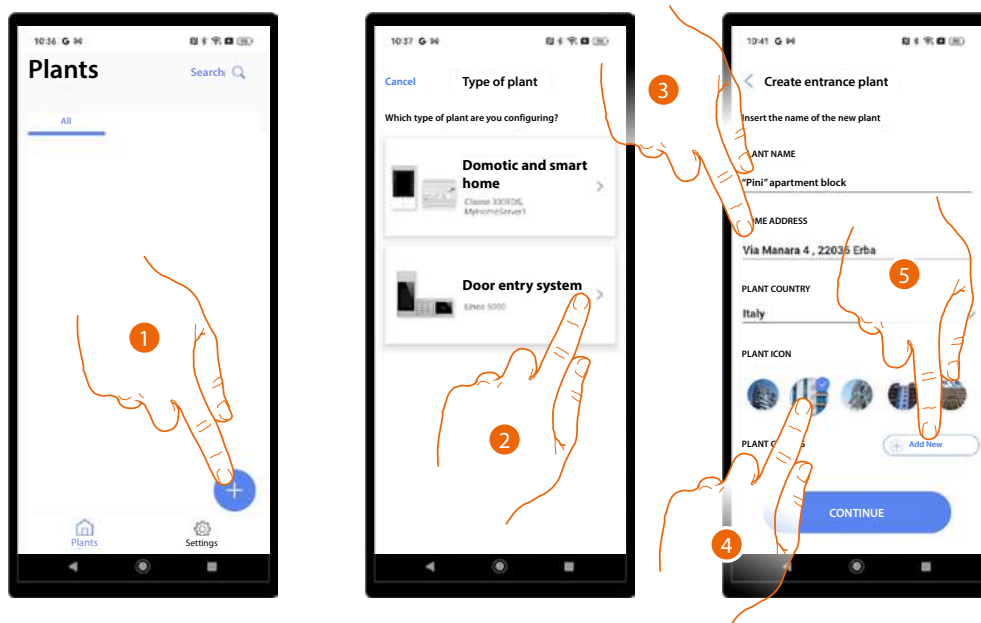 10:36 G
Plants
Search
All
1
Plants
Settings
10:37 G
Cancel
Type of plant
Which type of plant are you configuring?
Domotic and smart
home
Classe 300EOS,
MyHomeServer1
Door entry system
Linea 5000
2
3
10:41 G
Create entrance plant
Insert the name of the new plant
ANT NAME
"Pini" apartment block
ME ADDRESS
Via Manara 4 , 22036 Erba
5
PLANT COUNTRY
Italy
PLANT ICON
PLANT
Add New
CONTINUE
4